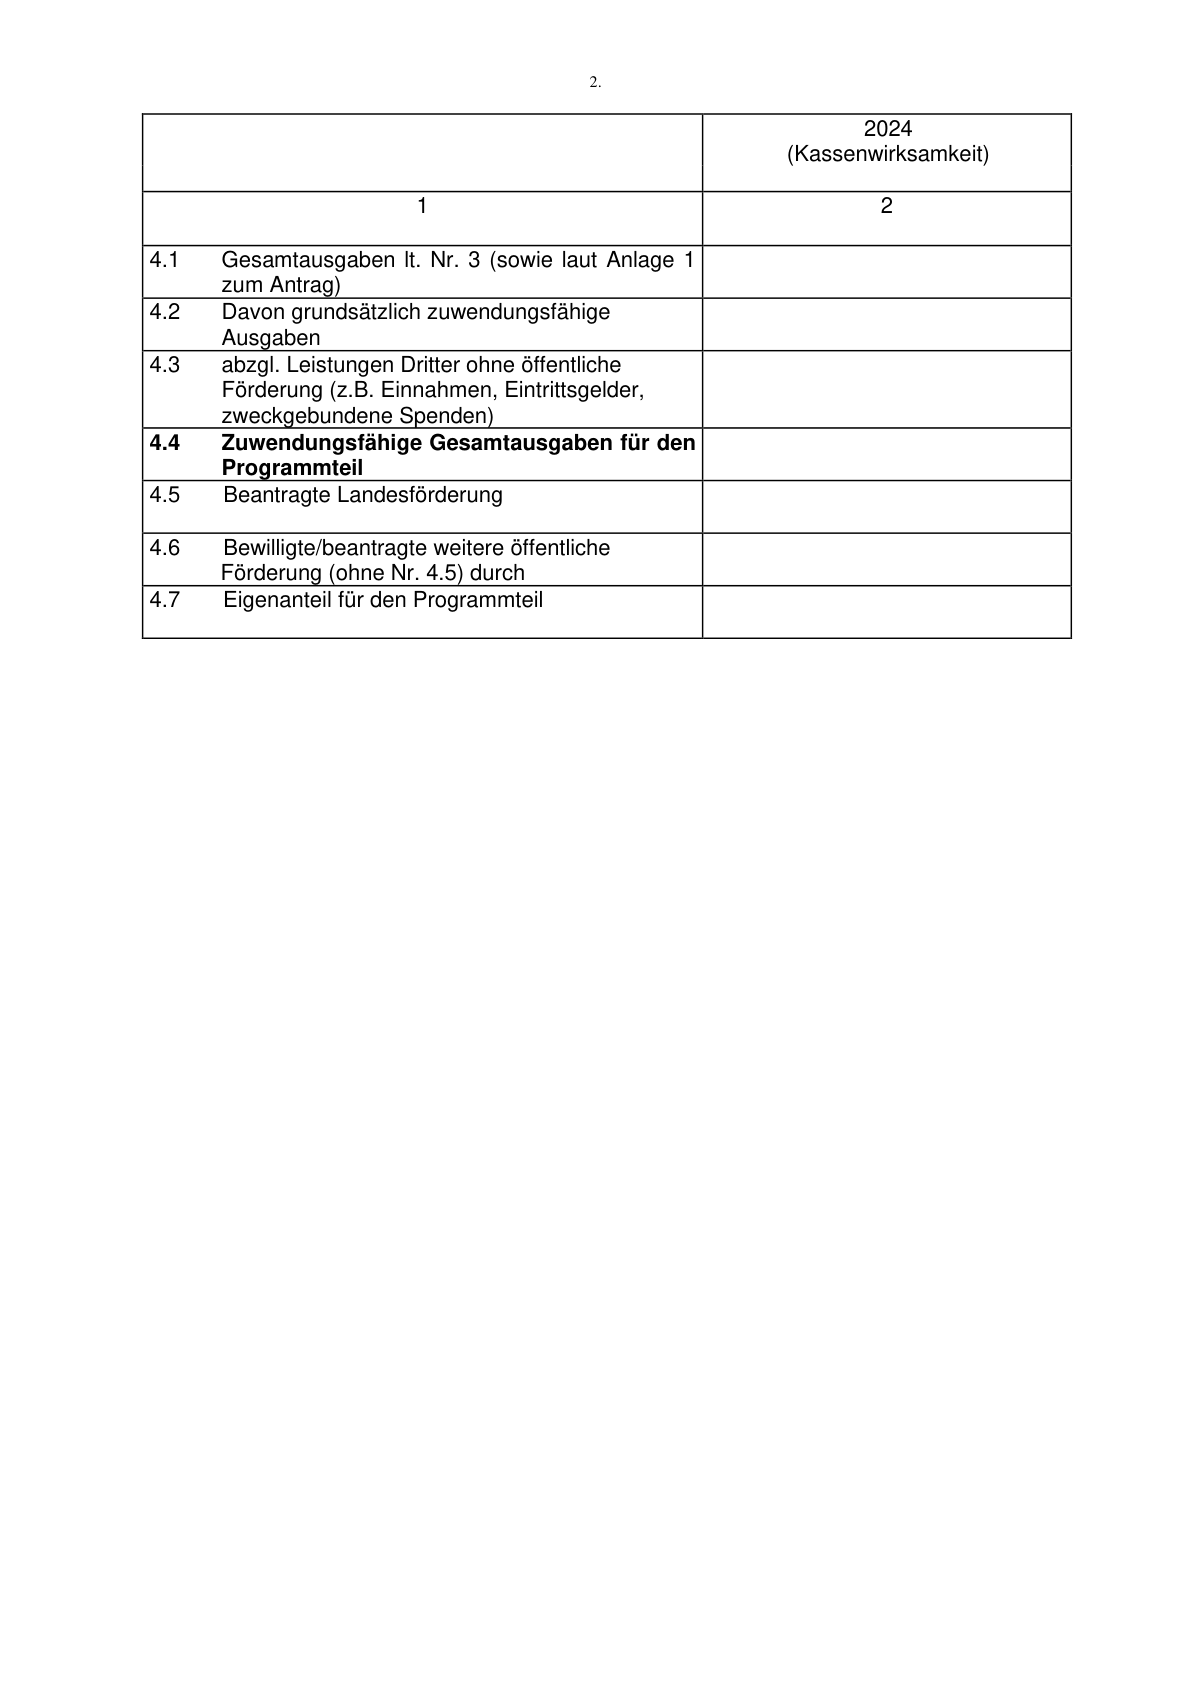 2.
2024
(Kassenwirksamkeit)
1 2
4.1 Gesamtausgaben lt. Nr. 3 (sowie laut Anlage 1
zum Antrag)
4.2 Davon grundsätzlich zuwendungsfähige
Ausgaben
4.3 abzgl. Leistungen Dritter ohne öffentliche
Förderung (z.B. Einnahmen, Eintrittsgelder,
zweckgebundene Spenden)
4.4 Zuwendungsfähige Gesamtausgaben für den
Programmteil
4.5 Beantragte Landesförderung
4.6 Bewilligte/beantragte weitere öffentliche
Förderung (ohne Nr. 4.5) durch
4.7 Eigenanteil für den Programmteil